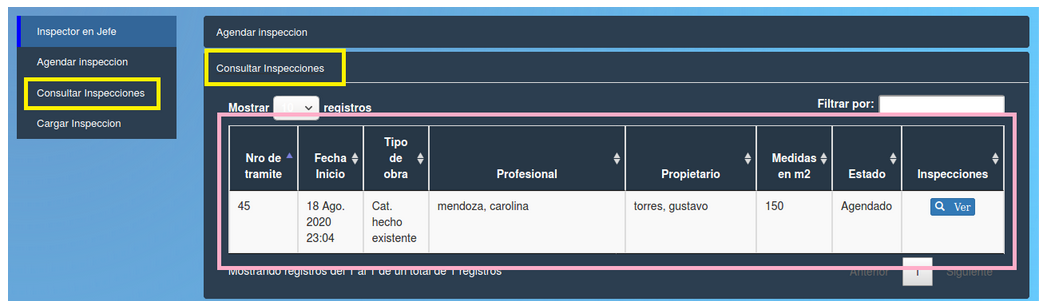 Inspector en Jefe
Agendar inspeccion
Consultar Inspecciones
Cargar Inspeccion
Agendar inspeccion
Consultar Inspecciones
Mostrar 10 registros
Filtrar por:
Nro de tramite
Fecha Inicio
Tipo de obra
Profesional
Propietario
Medidas en m2
Estado
Inspecciones
45
18 Ago. 2020 23:04
Cat. hecho existente
mendoza, carolina
torres, gustavo
150
Agendado
Ver
Mostrando registros del 1 al 1 de un total de 1 registros
Anterior
1
Siguiente